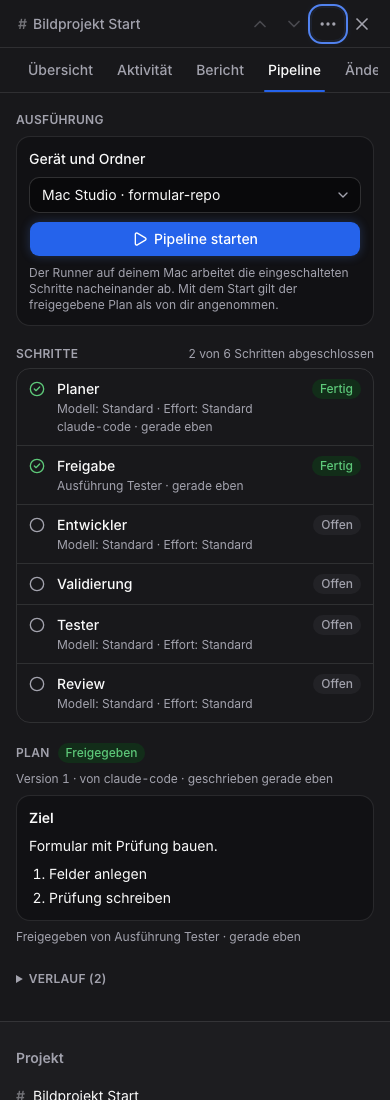 # Bildprojekt Start
Übersicht Aktivität Bericht Pipeline Ände
AUSFÜHRUNG
Gerät und Ordner
Mac Studio · formular-repo
Pipeline starten
Der Runner auf deinem Mac arbeitet die eingeschalteten
Schritte nacheinander ab. Mit dem Start gilt der
freigegebene Plan als von dir angenommen.
SCHRITTE 2 von 6 Schritten abgeschlossen
Planer Fertig
Modell: Standard · Effort: Standard
claude-code · gerade eben
Freigabe Fertig
Ausführung Tester · gerade eben
Entwickler Offen
Modell: Standard · Effort: Standard
Validierung Offen
Tester Offen
Modell: Standard · Effort: Standard
Review Offen
Modell: Standard · Effort: Standard
PLAN Freigegeben
Version 1 · von claude-code · geschrieben gerade eben
Ziel
Formular mit Prüfung bauen.
1. Felder anlegen
2. Prüfung schreiben
Freigegeben von Ausführung Tester · gerade eben
VERLAUF (2)
Projekt
# Bildprojekt Start